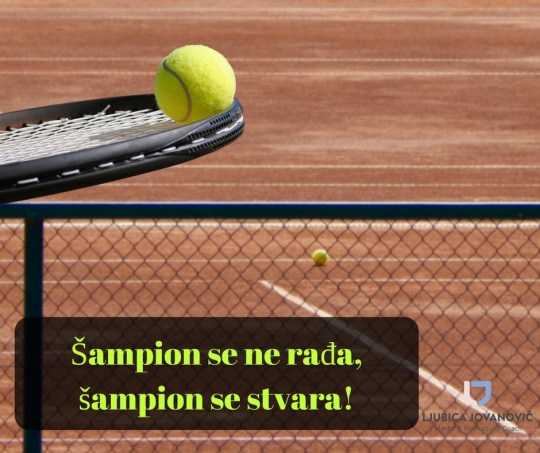 Šampion se ne rađa,
šampion se stvara!
LJUBICA JOVANOVIĆ